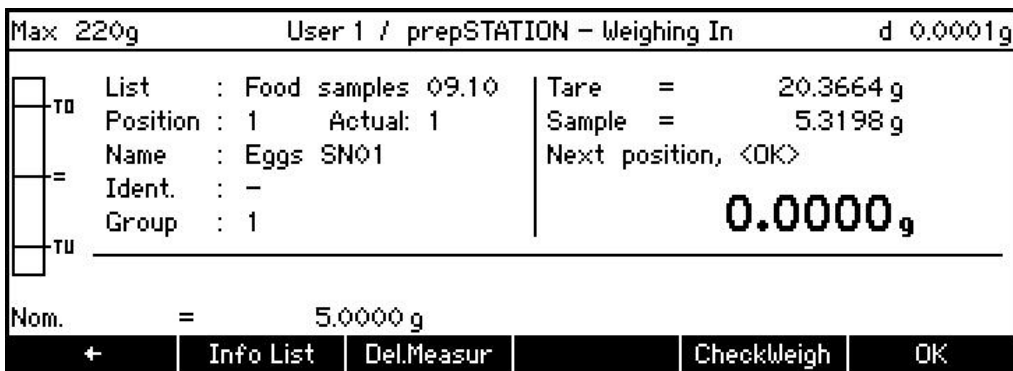 Max 220g User 1 / prepSTATION – Weighing In d 0.0001g
List : Food samples 09.10
Position : 1 Actual: 1
Name : Eggs SN01
Ident. : –
Group : 1
Tare = 20.3664 g
Sample = 5.3198 g
Next position, <OK>
0.0000 g
T0
=
TU
Nom. = 5.0000 g
← Info List Del.Measur CheckWeigh OK